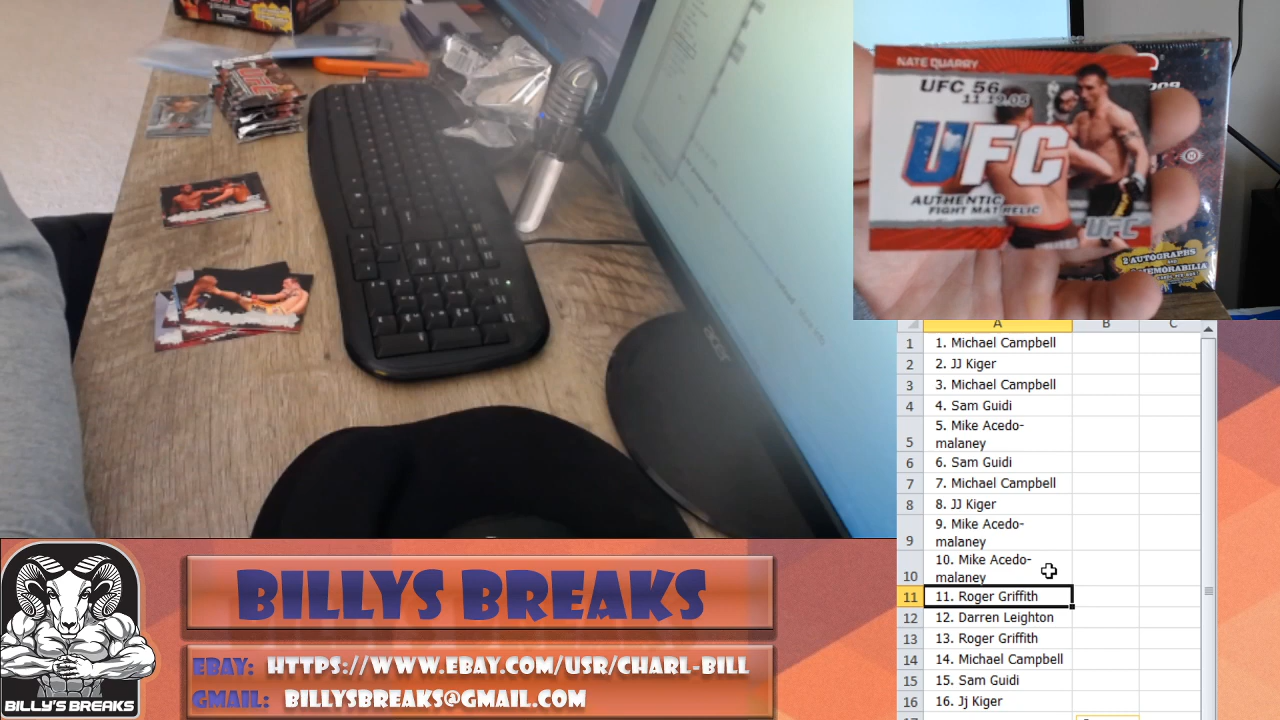 NATE QUARRY
UFC 56
11.19.05
UFC
AUTHENTIC
FIGHT MAT RELIC
UFC
2 AUTOGRAPHS
MEMORABILIA
acer
A B C
1 1. Michael Campbell
2 2. JJ Kiger
3 3. Michael Campbell
4 4. Sam Guidi
5. Mike Acedo-
5 malaney
6 6. Sam Guidi
7 7. Michael Campbell
8 8. JJ Kiger
9. Mike Acedo-
9 malaney
10. Mike Acedo-
10 malaney
11 11. Roger Griffith
12 12. Darren Leighton
13 13. Roger Griffith
14 14. Michael Campbell
15 15. Sam Guidi
16 16. Jj Kiger
BILLYS BREAKS
EBAY: HTTPS://WWW.EBAY.COM/USR/CHARL-BILL
GMAIL: BILLYSBREAKS@GMAIL.COM
BILLY'S BREAKS